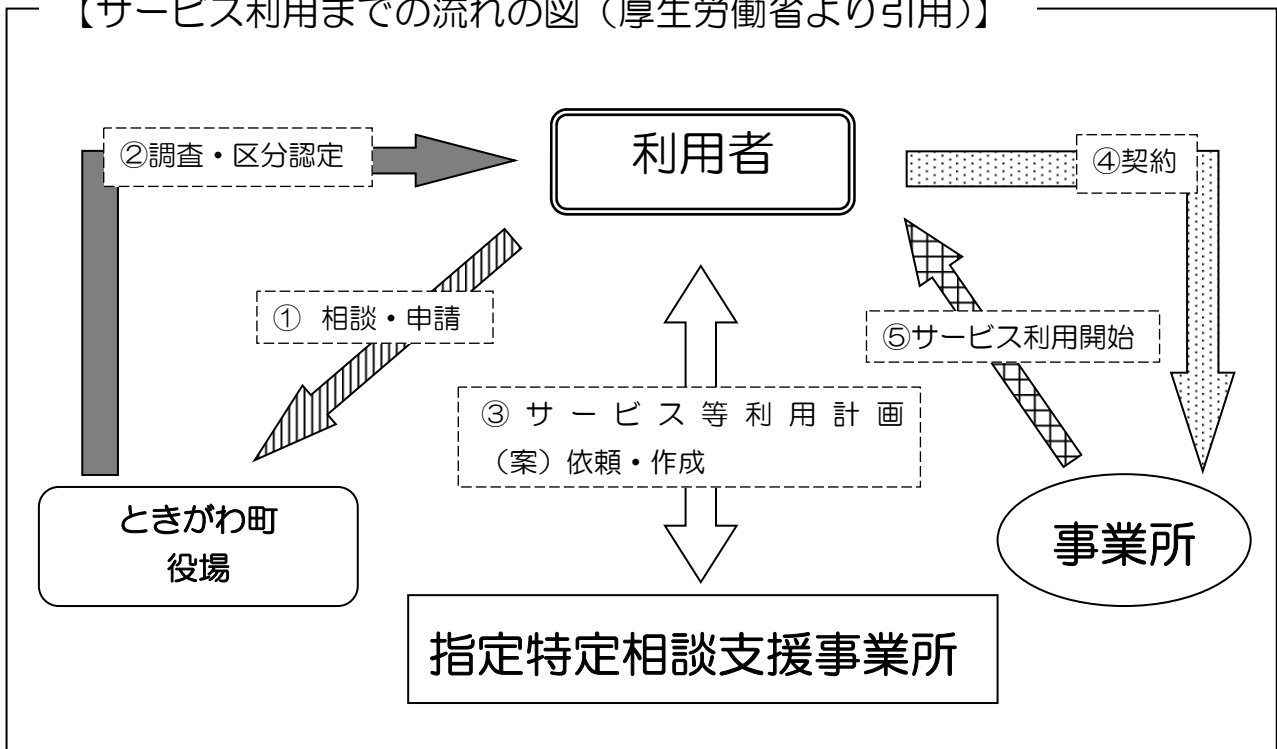 【サービス利用までの流れの図（厚生労働省より引用）】
②調査・区分認定
利用者
④契約
① 相談・申請
⑤サービス利用開始
③サービス等利用計画
（案）依頼・作成
ときがわ町
役場
事業所
指定特定相談支援事業所